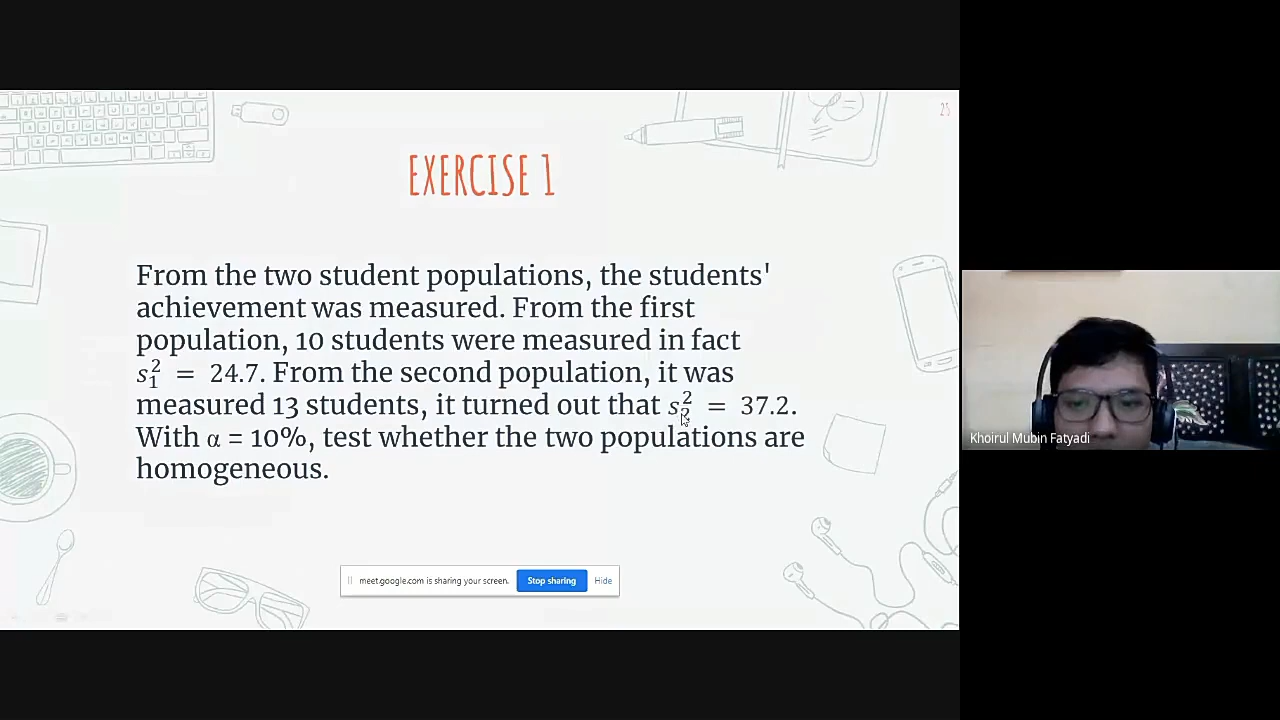 25
EXERCISE 1
From the two student populations, the students'
achievement was measured. From the first
population, 10 students were measured in fact
s₁² = 24.7. From the second population, it was
measured 13 students, it turned out that s₂² = 37.2.
With α = 10%, test whether the two populations are
homogeneous.
meet.google.com is sharing your screen. Stop sharing Hide
Khoirul Mubin Fatyadi